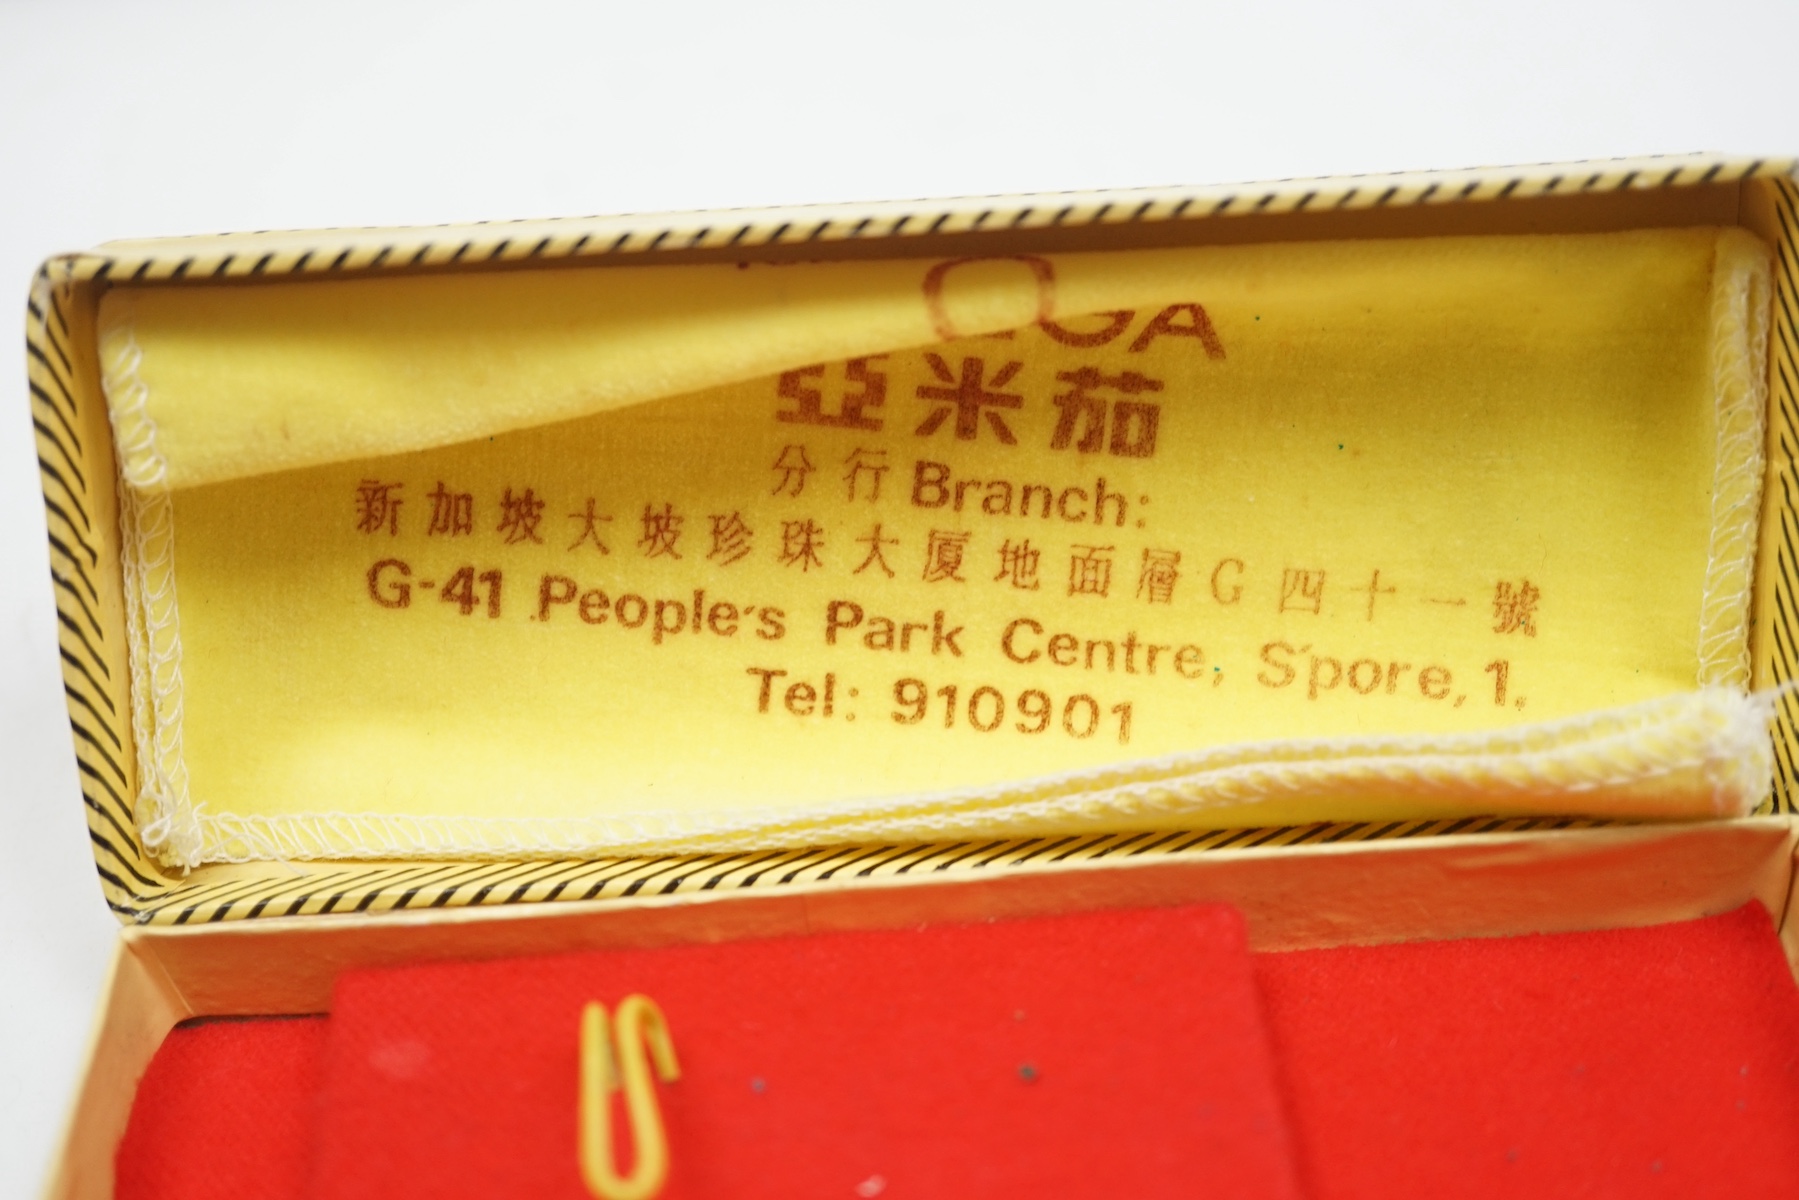 GA
亞米茄
分行 Branch:
新加坡大坡珍珠大厦地面層G四十一號
G-41 People's Park Centre, S'pore, 1.
Tel: 910901